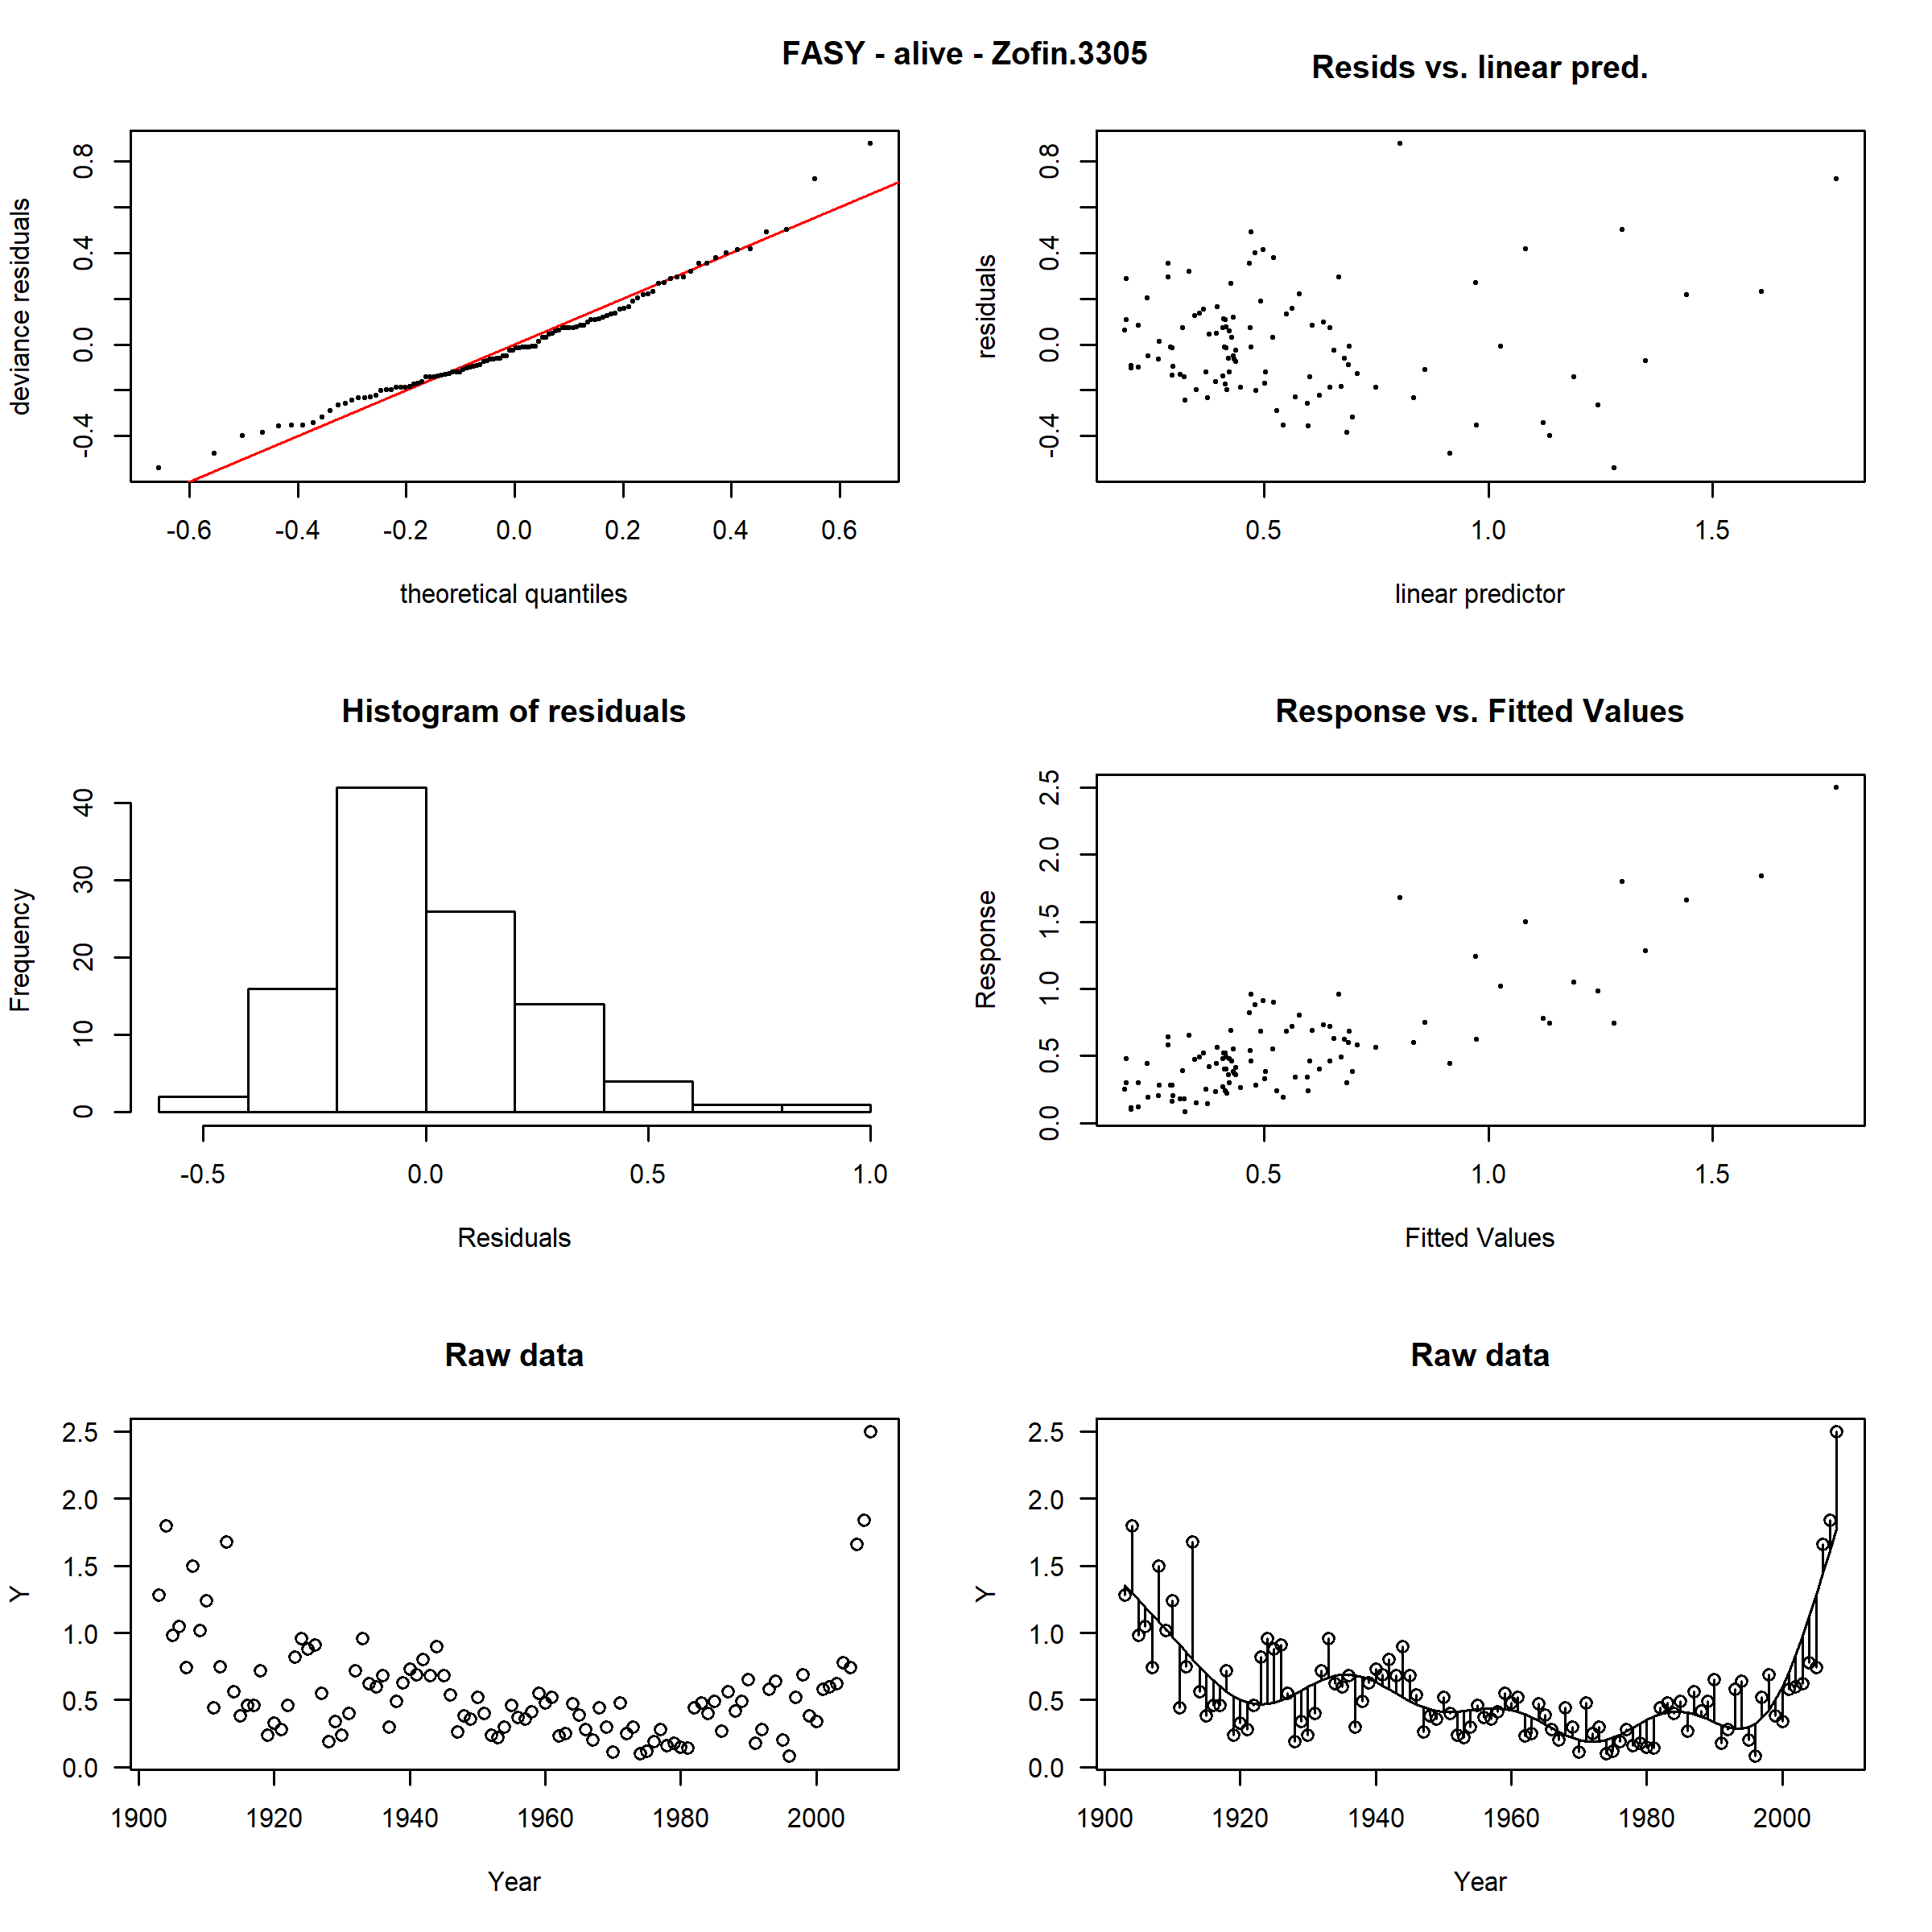 FASY - alive - Zofin.3305
Resids vs. linear pred.
deviance residuals
-0.4 0.0 0.4 0.8
-0.6 -0.4 -0.2 0.0 0.2 0.4 0.6
theoretical quantiles
residuals
-0.4 0.0 0.4 0.8
0.5 1.0 1.5
linear predictor
Histogram of residuals
Frequency
0 10 20 30 40
-0.5 0.0 0.5 1.0
Residuals
Response vs. Fitted Values
Response
0.0 0.5 1.0 1.5 2.0 2.5
0.5 1.0 1.5
Fitted Values
Raw data
Y
2.5
2.0
1.5
1.0
0.5
0.0
1900 1920 1940 1960 1980 2000
Year
Raw data
Y
2.5
2.0
1.5
1.0
0.5
0.0
1900 1920 1940 1960 1980 2000
Year